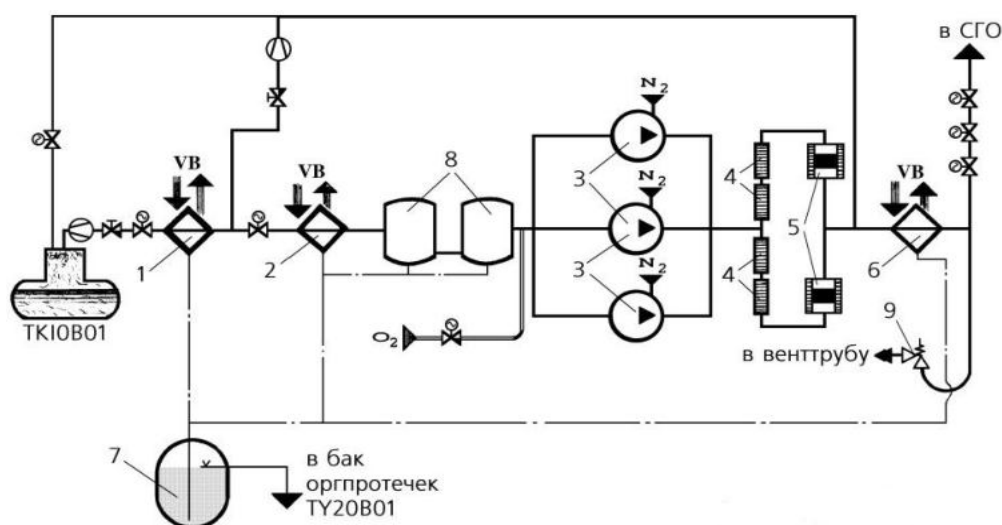 в СГО
N₂
VB
VB
8
3
N₂
4
VB
3
5
1
2
N₂
6
4
TKI0B01
3
O₂
9
в венттрубу
7
в бак
оргпротечек
TY20B01